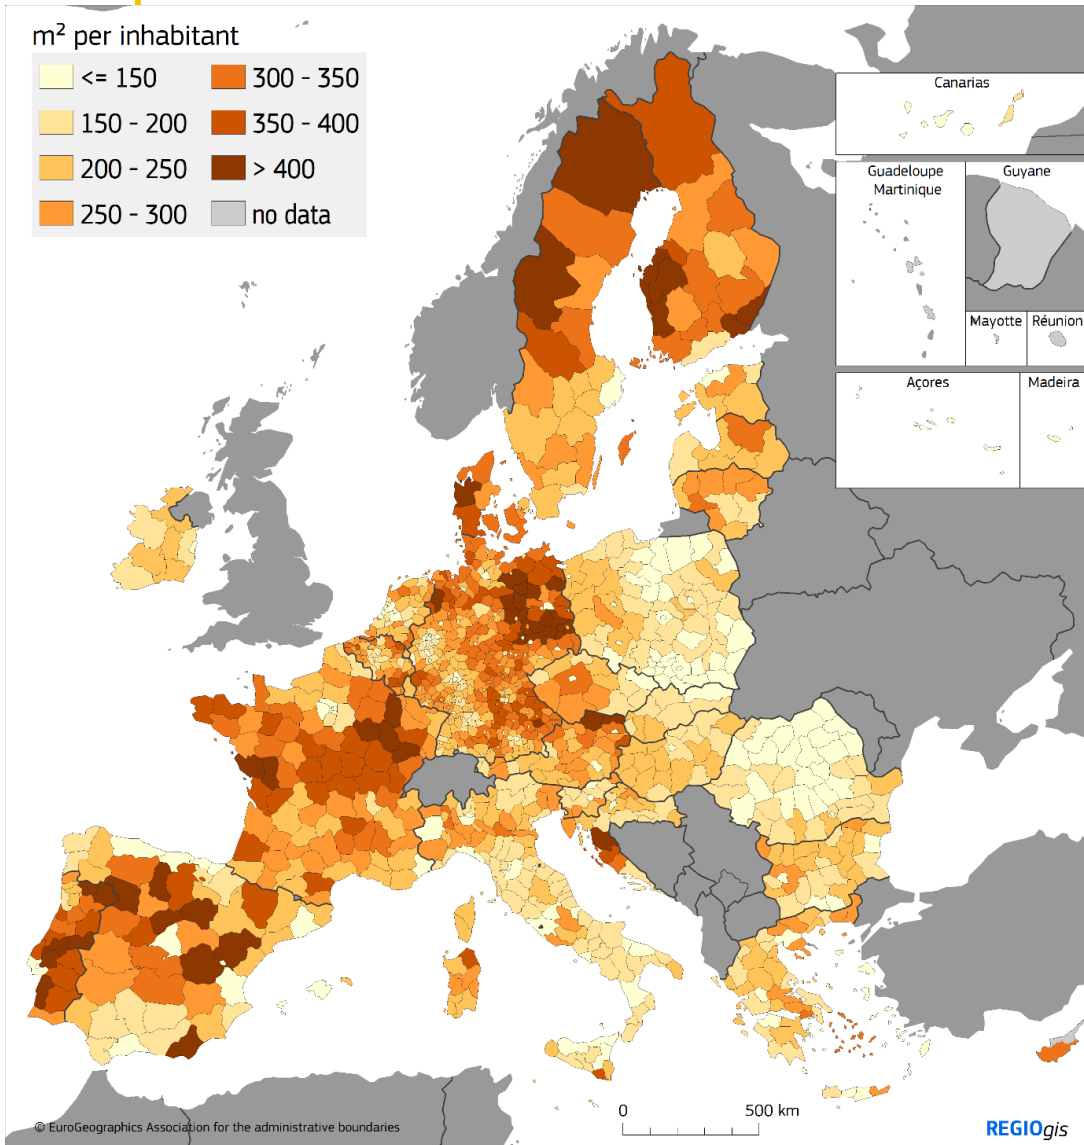 m² per inhabitant
<= 150
150 - 200
200 - 250
250 - 300
300 - 350
350 - 400
> 400
no data
Canarias
Guadeloupe
Martinique
Guyane
Mayotte
Réunion
Açores
Madeira
0
500 km
© EuroGeographics Association for the administrative boundaries
REGIOgis